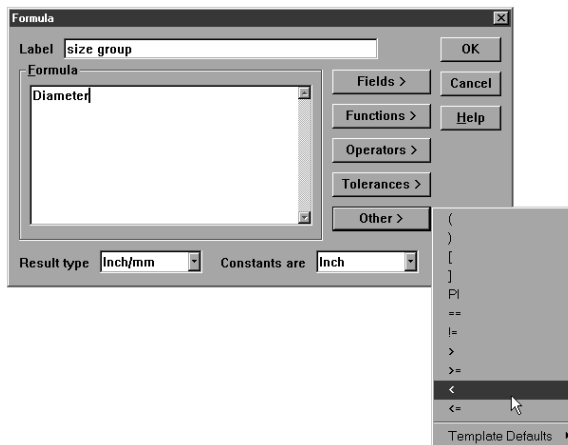 Formula
Label size group OK
Formula
Diameter
Fields > Cancel
Functions > Help
Operators >
Tolerances >
Other >
Result type Inch/mm Constants are Inch
(
)
[
]
PI
==
!=
>
>=
<
<=
Template Defaults